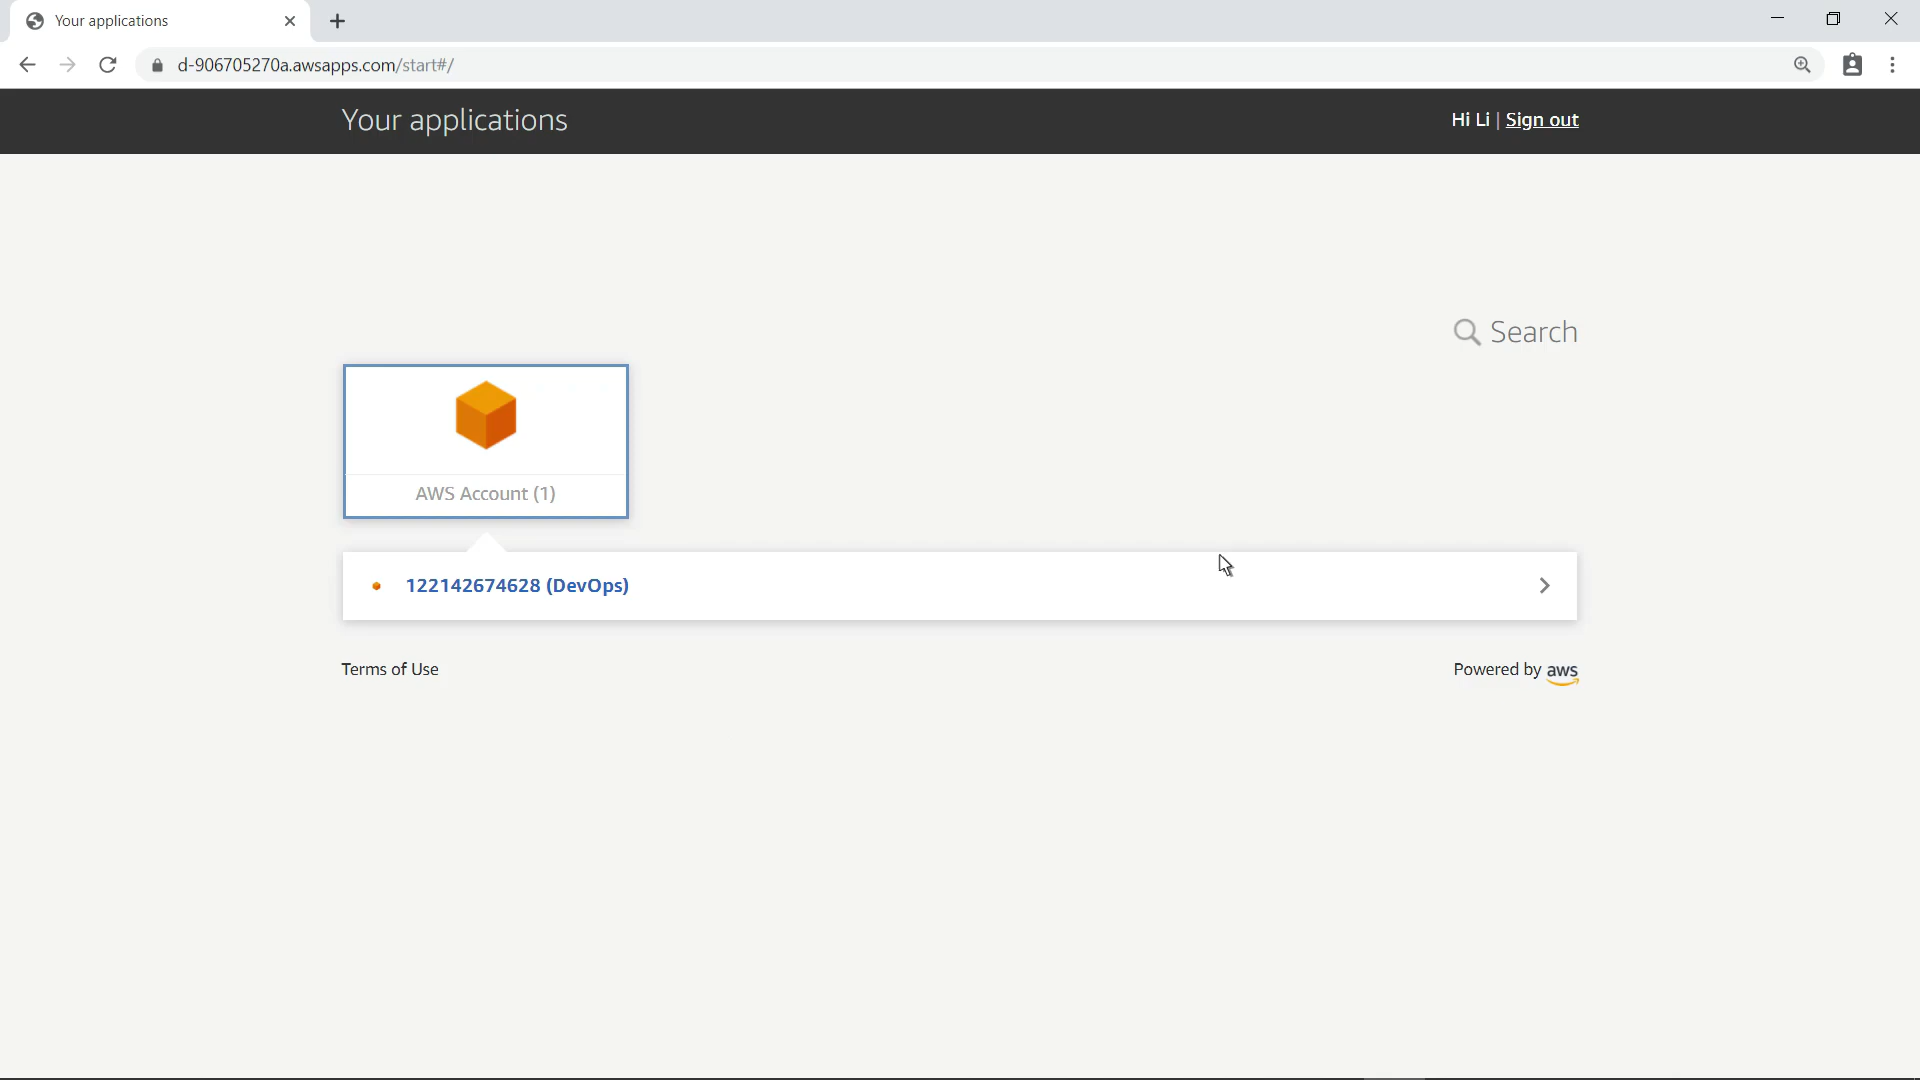 Your applications
d-906705270a.awsapps.com/start#/
Your applications
Hi Li | Sign out
Search
AWS Account (1)
122142674628 (DevOps)
Terms of Use
Powered by aws